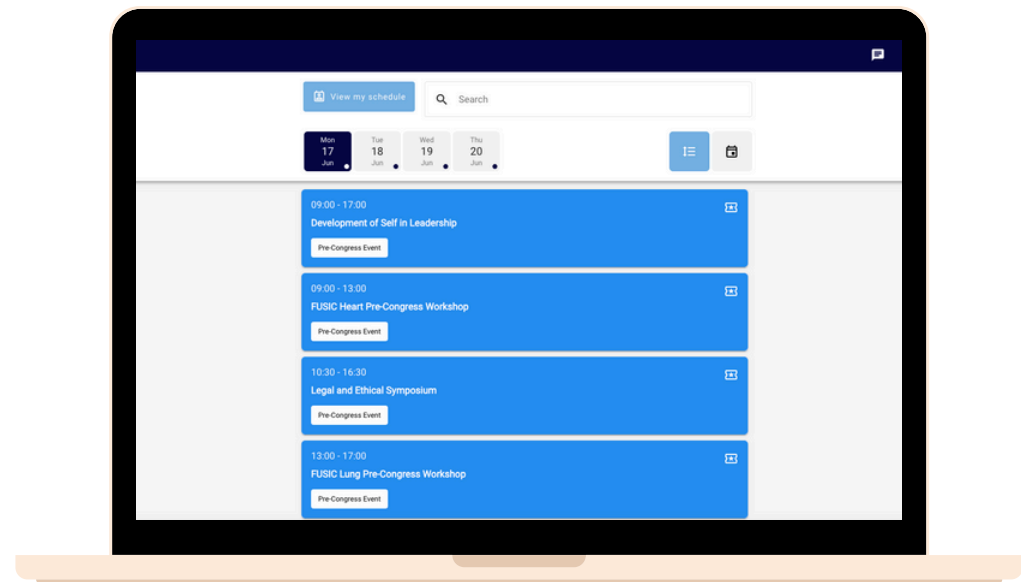 View my schedule
Search
Mon
17
Jun
Tue
18
Jun
Wed
19
Jun
Thu
20
Jun
09:00 - 17:00
Development of Self in Leadership
Pre-Congress Event
09:00 - 13:00
FUSIC Heart Pre-Congress Workshop
Pre-Congress Event
10:30 - 16:30
Legal and Ethical Symposium
Pre-Congress Event
13:00 - 17:00
FUSIC Lung Pre-Congress Workshop
Pre-Congress Event